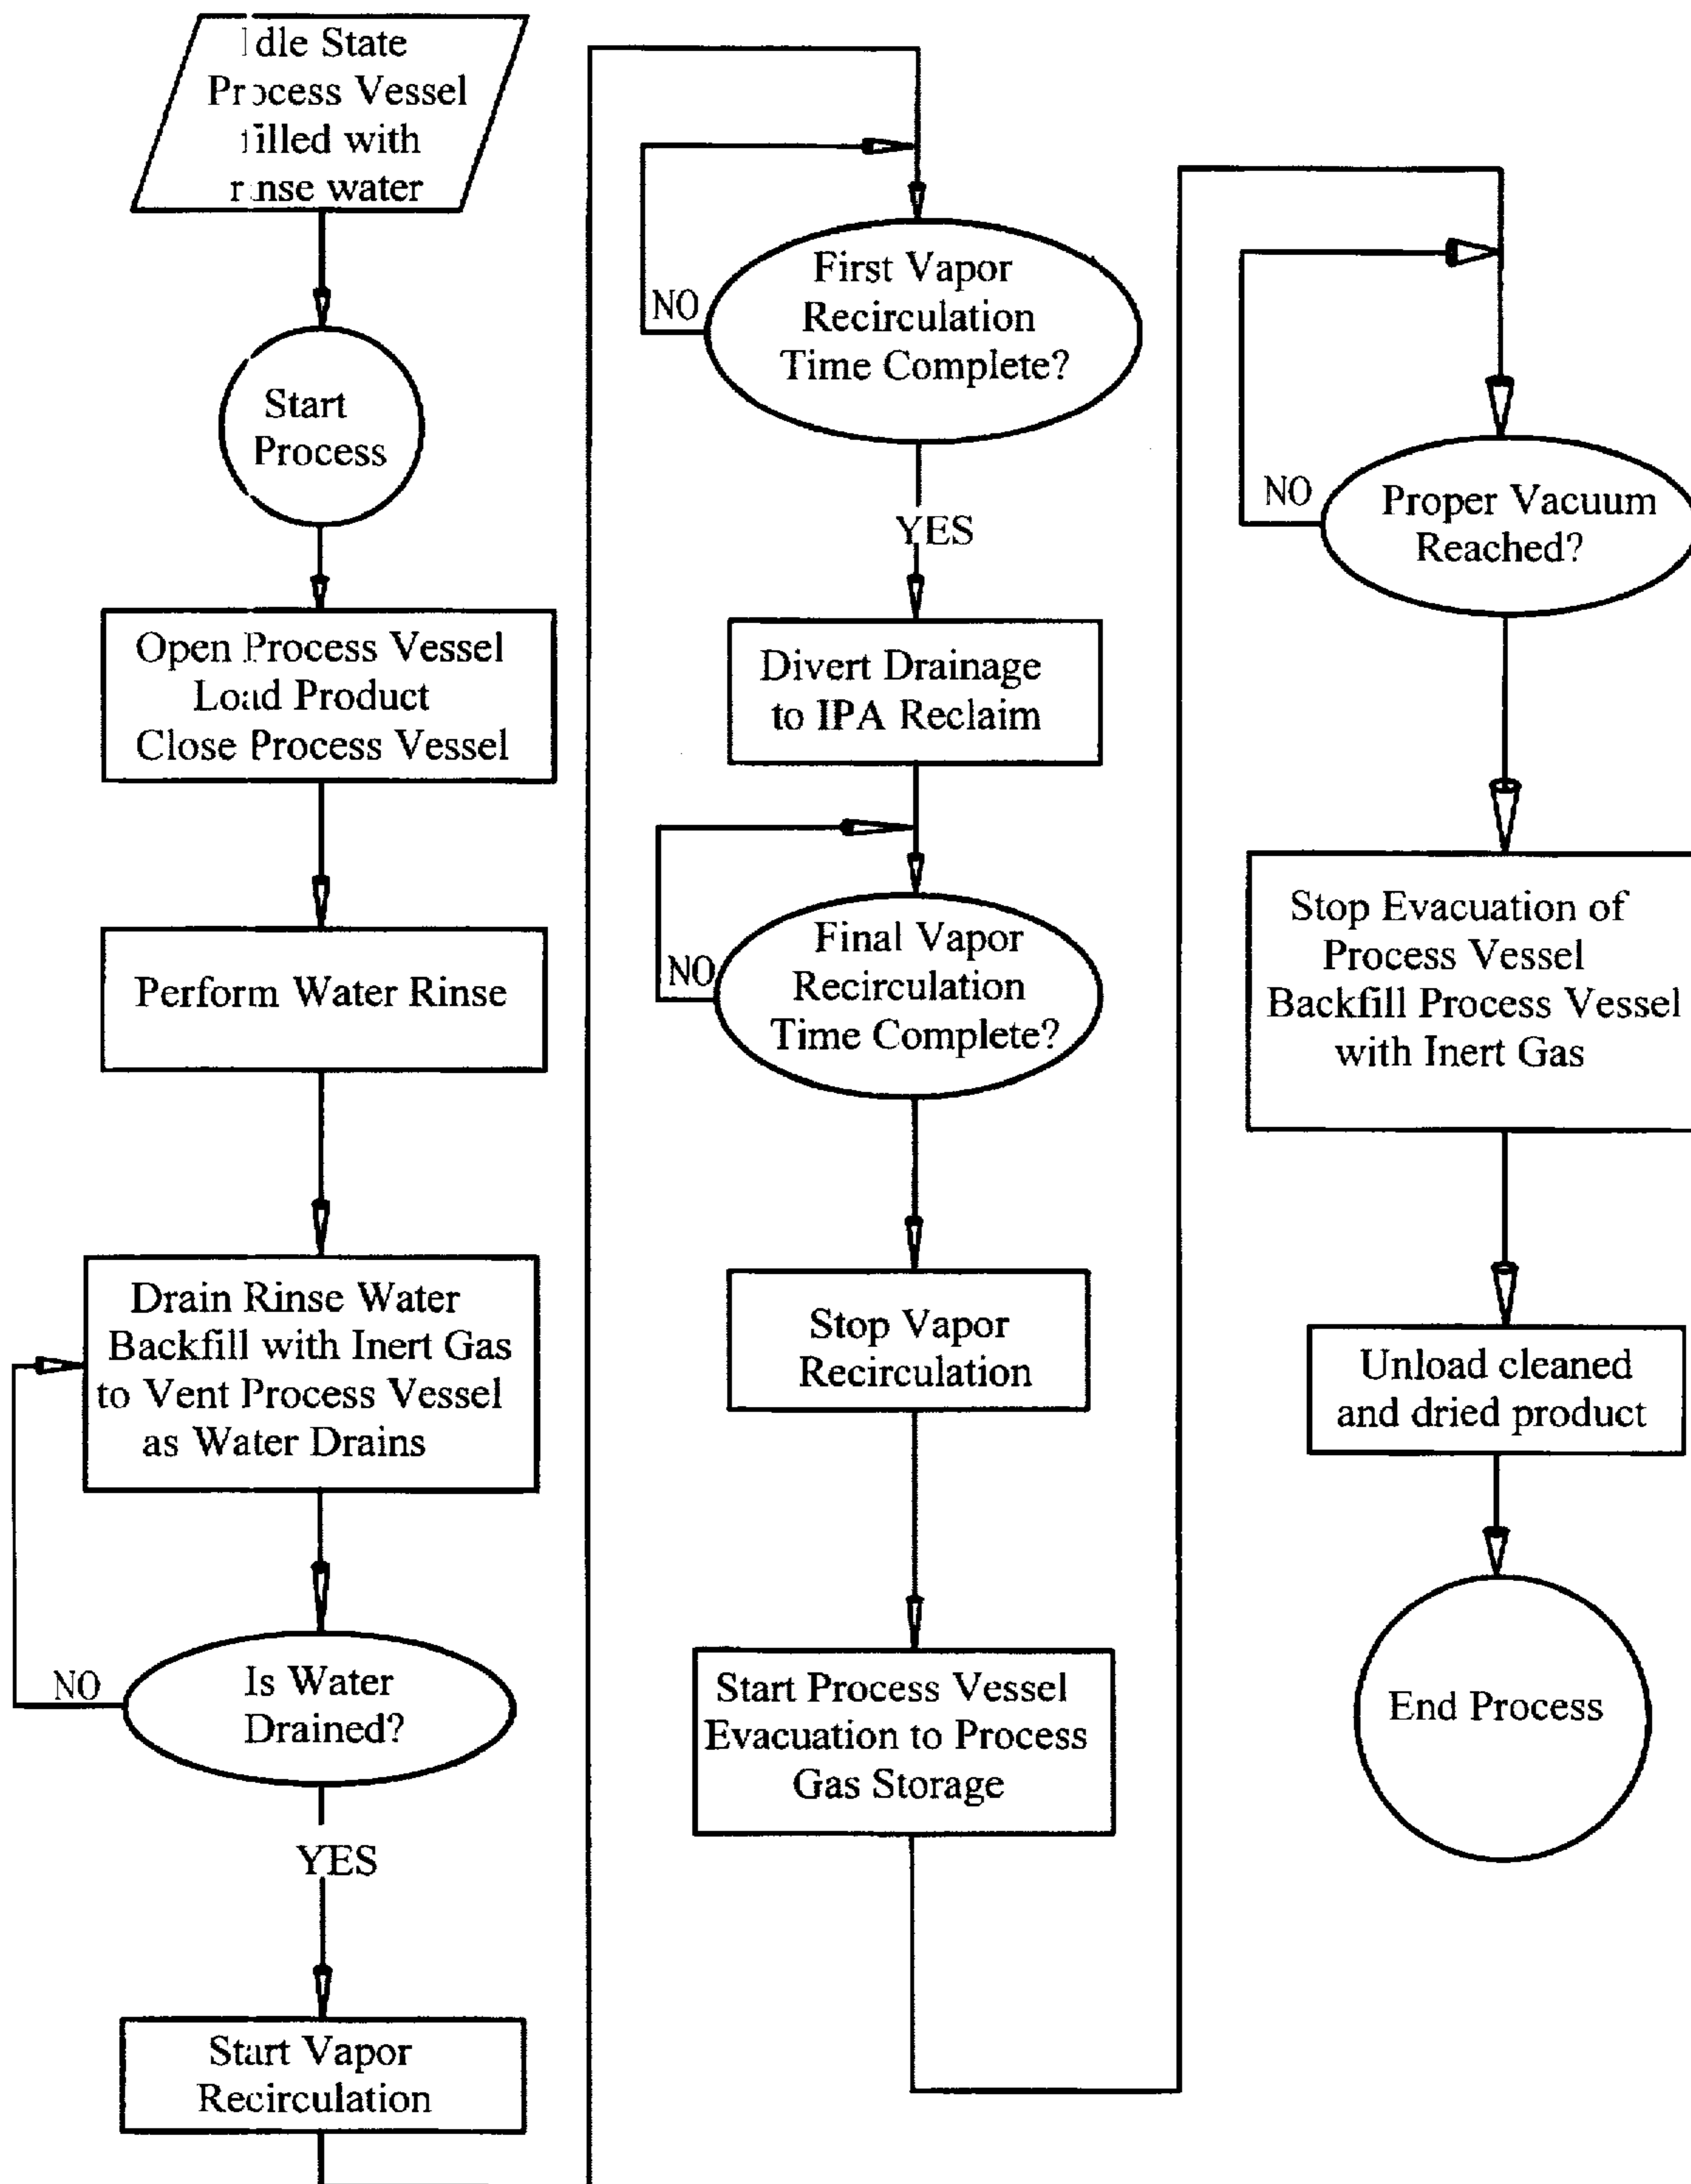 Idle State
Process Vessel
filled with
rinse water
Start
Process
Open Process Vessel
Load Product
Close Process Vessel
Perform Water Rinse
Drain Rinse Water
Backfill with Inert Gas
to Vent Process Vessel
as Water Drains
NO
Is Water
Drained?
YES
Start Vapor
Recirculation
First Vapor
Recirculation
Time Complete?
NO
YES
Divert Drainage
to IPA Reclaim
Final Vapor
Recirculation
Time Complete?
NO
Stop Vapor
Recirculation
Start Process Vessel
Evacuation to Process
Gas Storage
NO
Proper Vacuum
Reached?
Stop Evacuation of
Process Vessel
Backfill Process Vessel
with Inert Gas
Unload cleaned
and dried product
End Process